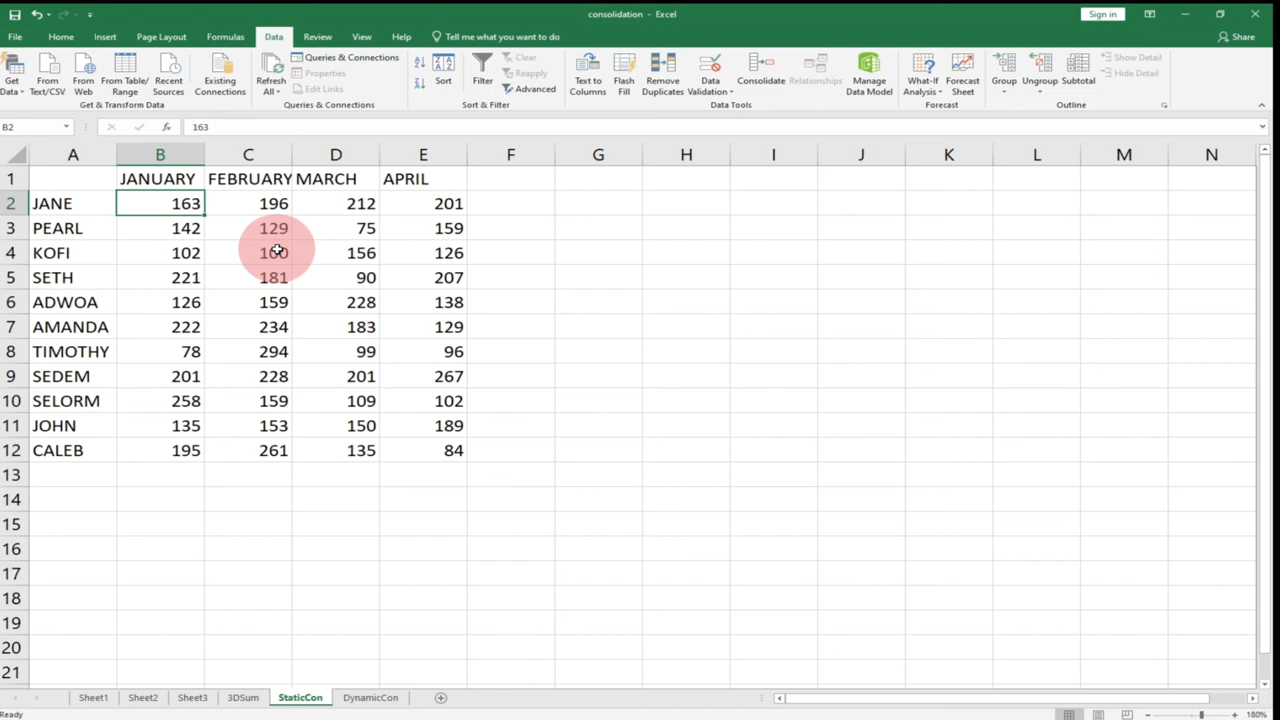 consolidation - Excel
Sign in
File Home Insert Page Layout Formulas Data Review View Help Tell me what you want to do Share
Get Data From Text/CSV From Web From Table/Range Recent Sources Existing Connections
Get & Transform Data
Refresh All Queries & Connections Properties Edit Links
Queries & Connections
Sort Filter Clear Reapply Advanced
Sort & Filter
Text to Columns Flash Fill Remove Duplicates Data Validation Consolidate Relationships Manage Data Model
Data Tools
What-If Analysis Forecast Sheet
Forecast
Group Ungroup Subtotal Show Detail Hide Detail
Outline
B2 fx 163
A B C D E F G H I J K L M N
1 JANUARY FEBRUARY MARCH APRIL
2 JANE 163 196 212 201
3 PEARL 142 129 75 159
4 KOFI 102 156 126
5 SETH 221 181 90 207
6 ADWOA 126 159 228 138
7 AMANDA 222 234 183 129
8 TIMOTHY 78 294 99 96
9 SEDEM 201 228 201 267
10 SELORM 258 159 109 102
11 JOHN 135 153 150 189
12 CALEB 195 261 135 84
13
14
15
16
17
18
19
20
21
Sheet1 Sheet2 Sheet3 3DSum StaticCon DynamicCon
Ready 180%